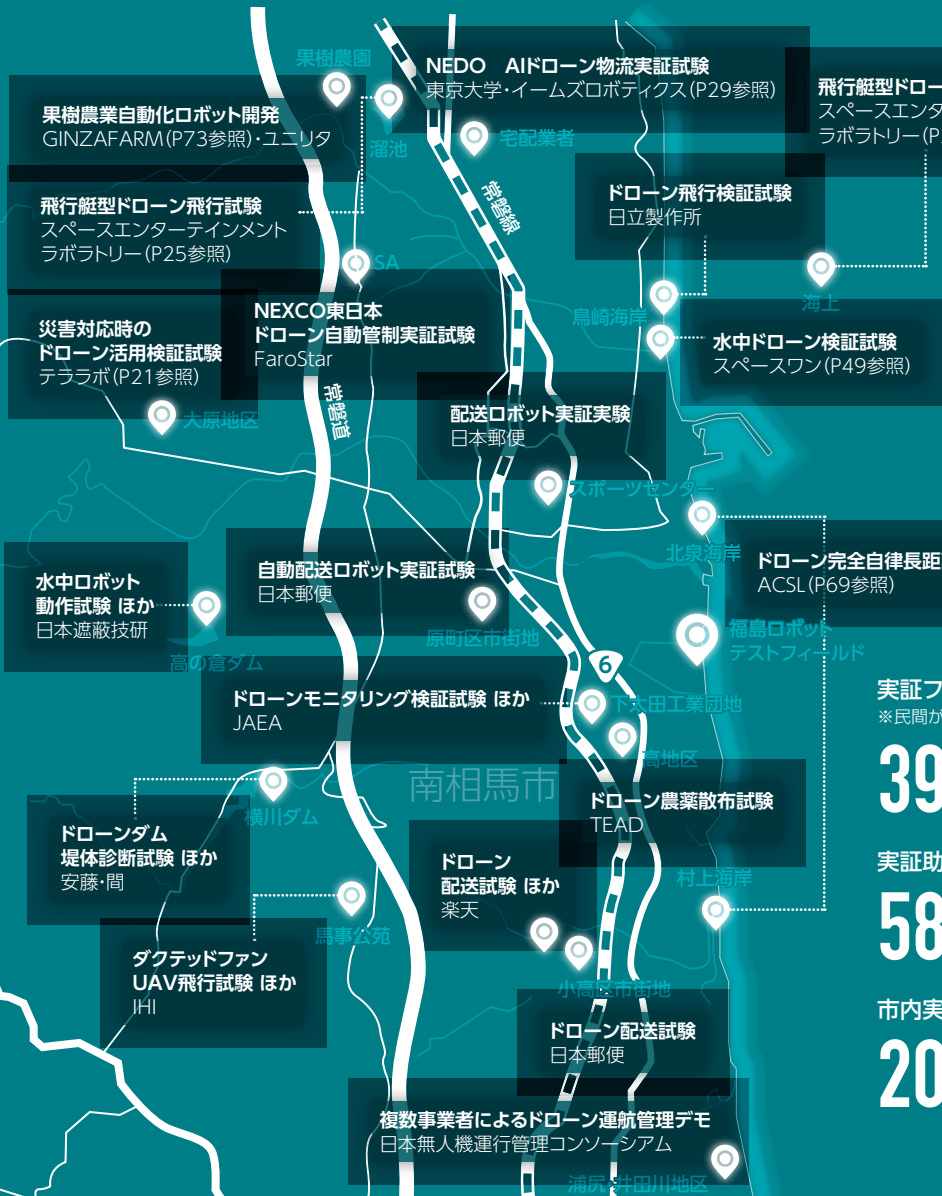 果樹農園
NEDO AIドローン物流実証試験
東京大学・イームズロボティクス(P29参照)
飛行艇型ドロー
スペースエンタ
ラボラトリー(P
果樹農業自動化ロボット開発
GINZAFARM(P73参照)・ユニリタ
溜池
宅配業者
常磐線
ドローン飛行検証試験
日立製作所
飛行艇型ドローン飛行試験
スペースエンターテインメント
ラボラトリー(P25参照)
SA
海上
NEXCO東日本
ドローン自動管制実証試験
FaroStar
烏崎海岸
災害対応時の
ドローン活用検証試験
テララボ(P21参照)
水中ドローン検証試験
スペースワン(P49参照)
大原地区
常磐道
配送ロボット実証実験
日本郵便
スポーツセンター
北泉海岸
ドローン完全自律長距
ACSL(P69参照)
水中ロボット
動作試験 ほか
日本遮蔽技研
自動配送ロボット実証試験
日本郵便
原町区市街地
高の倉ダム
福島ロボット
テストフィールド
6
ドローンモニタリング検証試験 ほか
JAEA
下太田工業団地
高地区
南相馬市
実証フ
※民間が
39
横川ダム
ドローン農薬散布試験
TEAD
ドローンダム
堤体診断試験 ほか
安藤・間
ドローン
配送試験 ほか
楽天
村上海岸
実証助
58
馬事公苑
ダクテッドファン
UAV飛行試験 ほか
IHI
小高区市街地
ドローン配送試験
日本郵便
市内実
20
複数事業者によるドローン運航管理デモ
日本無人機運行管理コンソーシアム
浦尻・井田川地区